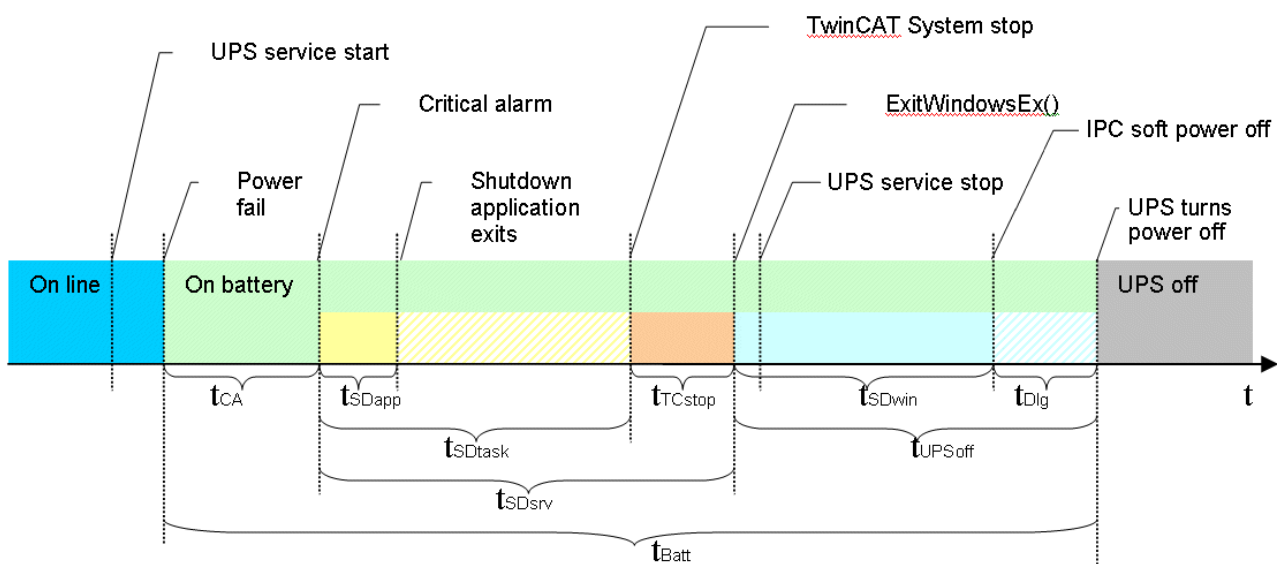 TwinCAT System stop
UPS service start
Critical alarm
ExitWindowsEx()
IPC soft power off
Power
fail
Shutdown
application
exits
UPS service stop
UPS turns
power off
On line
On battery
UPS off
tCA
tSDapp
tTCstop
tSDwin
tDlg
t
tSDtask
tUPSoff
tSDsrv
tBatt